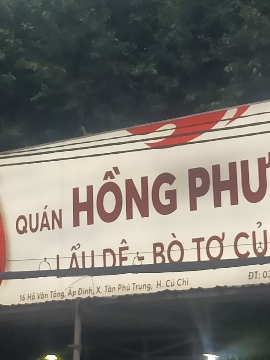 QUÁN HỒNG PHƯ
LẨU DÊ - BÒ TƠ CỦ
16 Hồ Văn Tắng, Ấp Đình, X. Tân Phú Trung, H. Củ Chi ĐT: 03